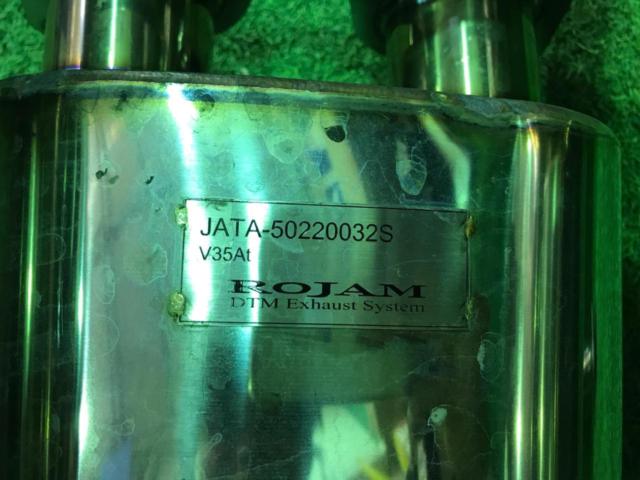 JATA-50220032S
V35At
ROJAM
DTM Exhaust System